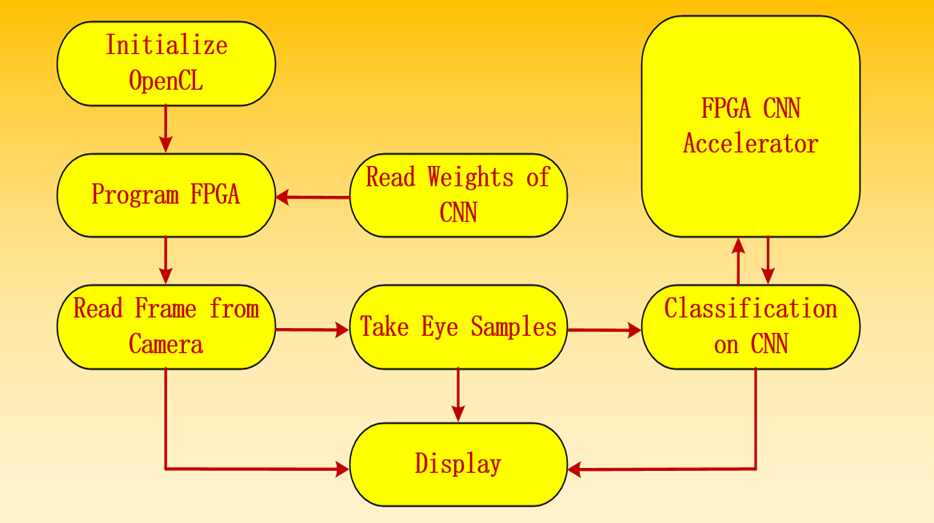 Initialize
OpenCL
FPGA CNN
Accelerator
Program FPGA
Read Weights of
CNN
Read Frame from
Camera
Take Eye Samples
Classification
on CNN
Display